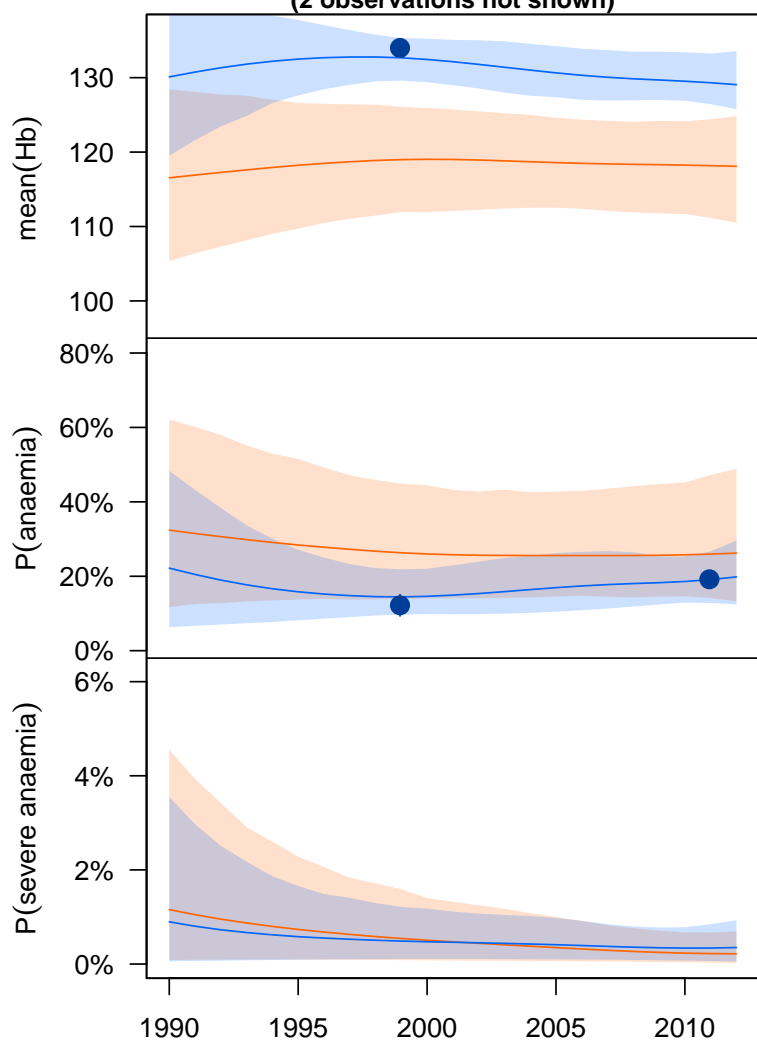 (2 observations not shown)
mean(Hb)
130
120
110
100
P(anaemia)
80%
60%
40%
20%
0%
P(severe anaemia)
6%
4%
2%
0%
1990 1995 2000 2005 2010